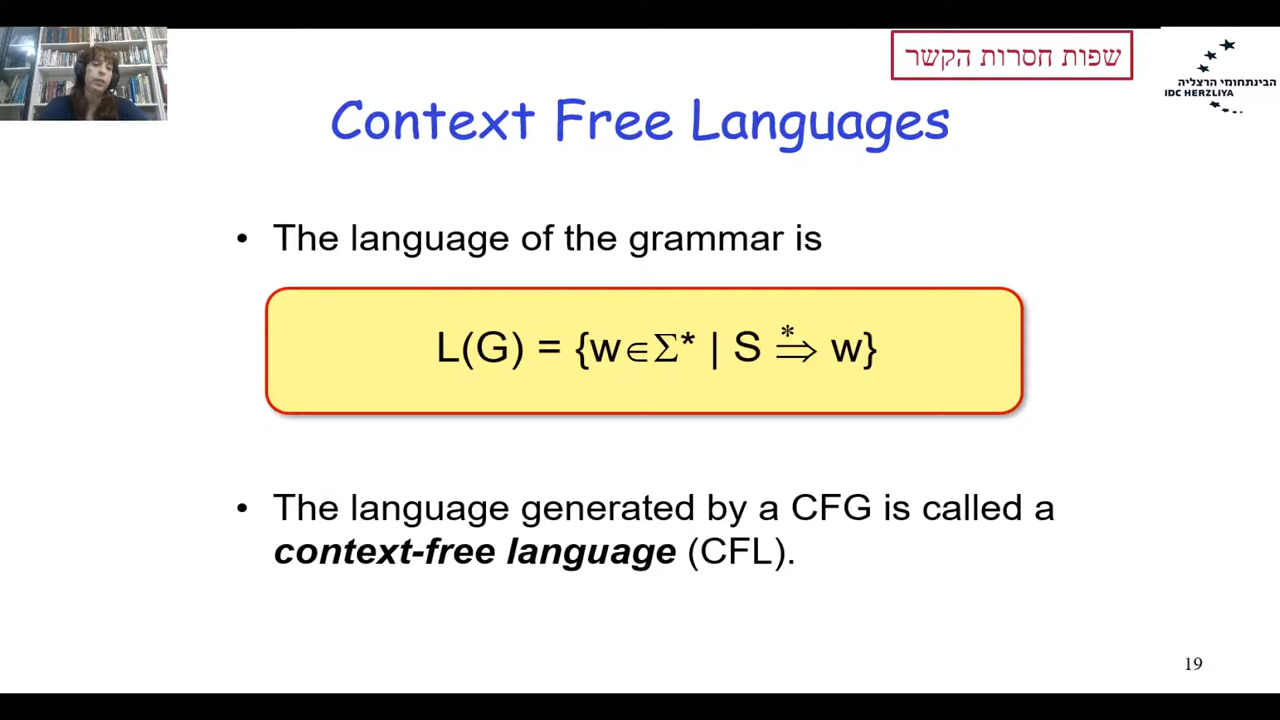 שפות חסרות הקשר
הבינתחומי הרצליה
IDC HERZLIYA
Context Free Languages
• The language of the grammar is
L(G) = {w∈Σ* | S ⇒* w}
• The language generated by a CFG is called a
context-free language (CFL).
19